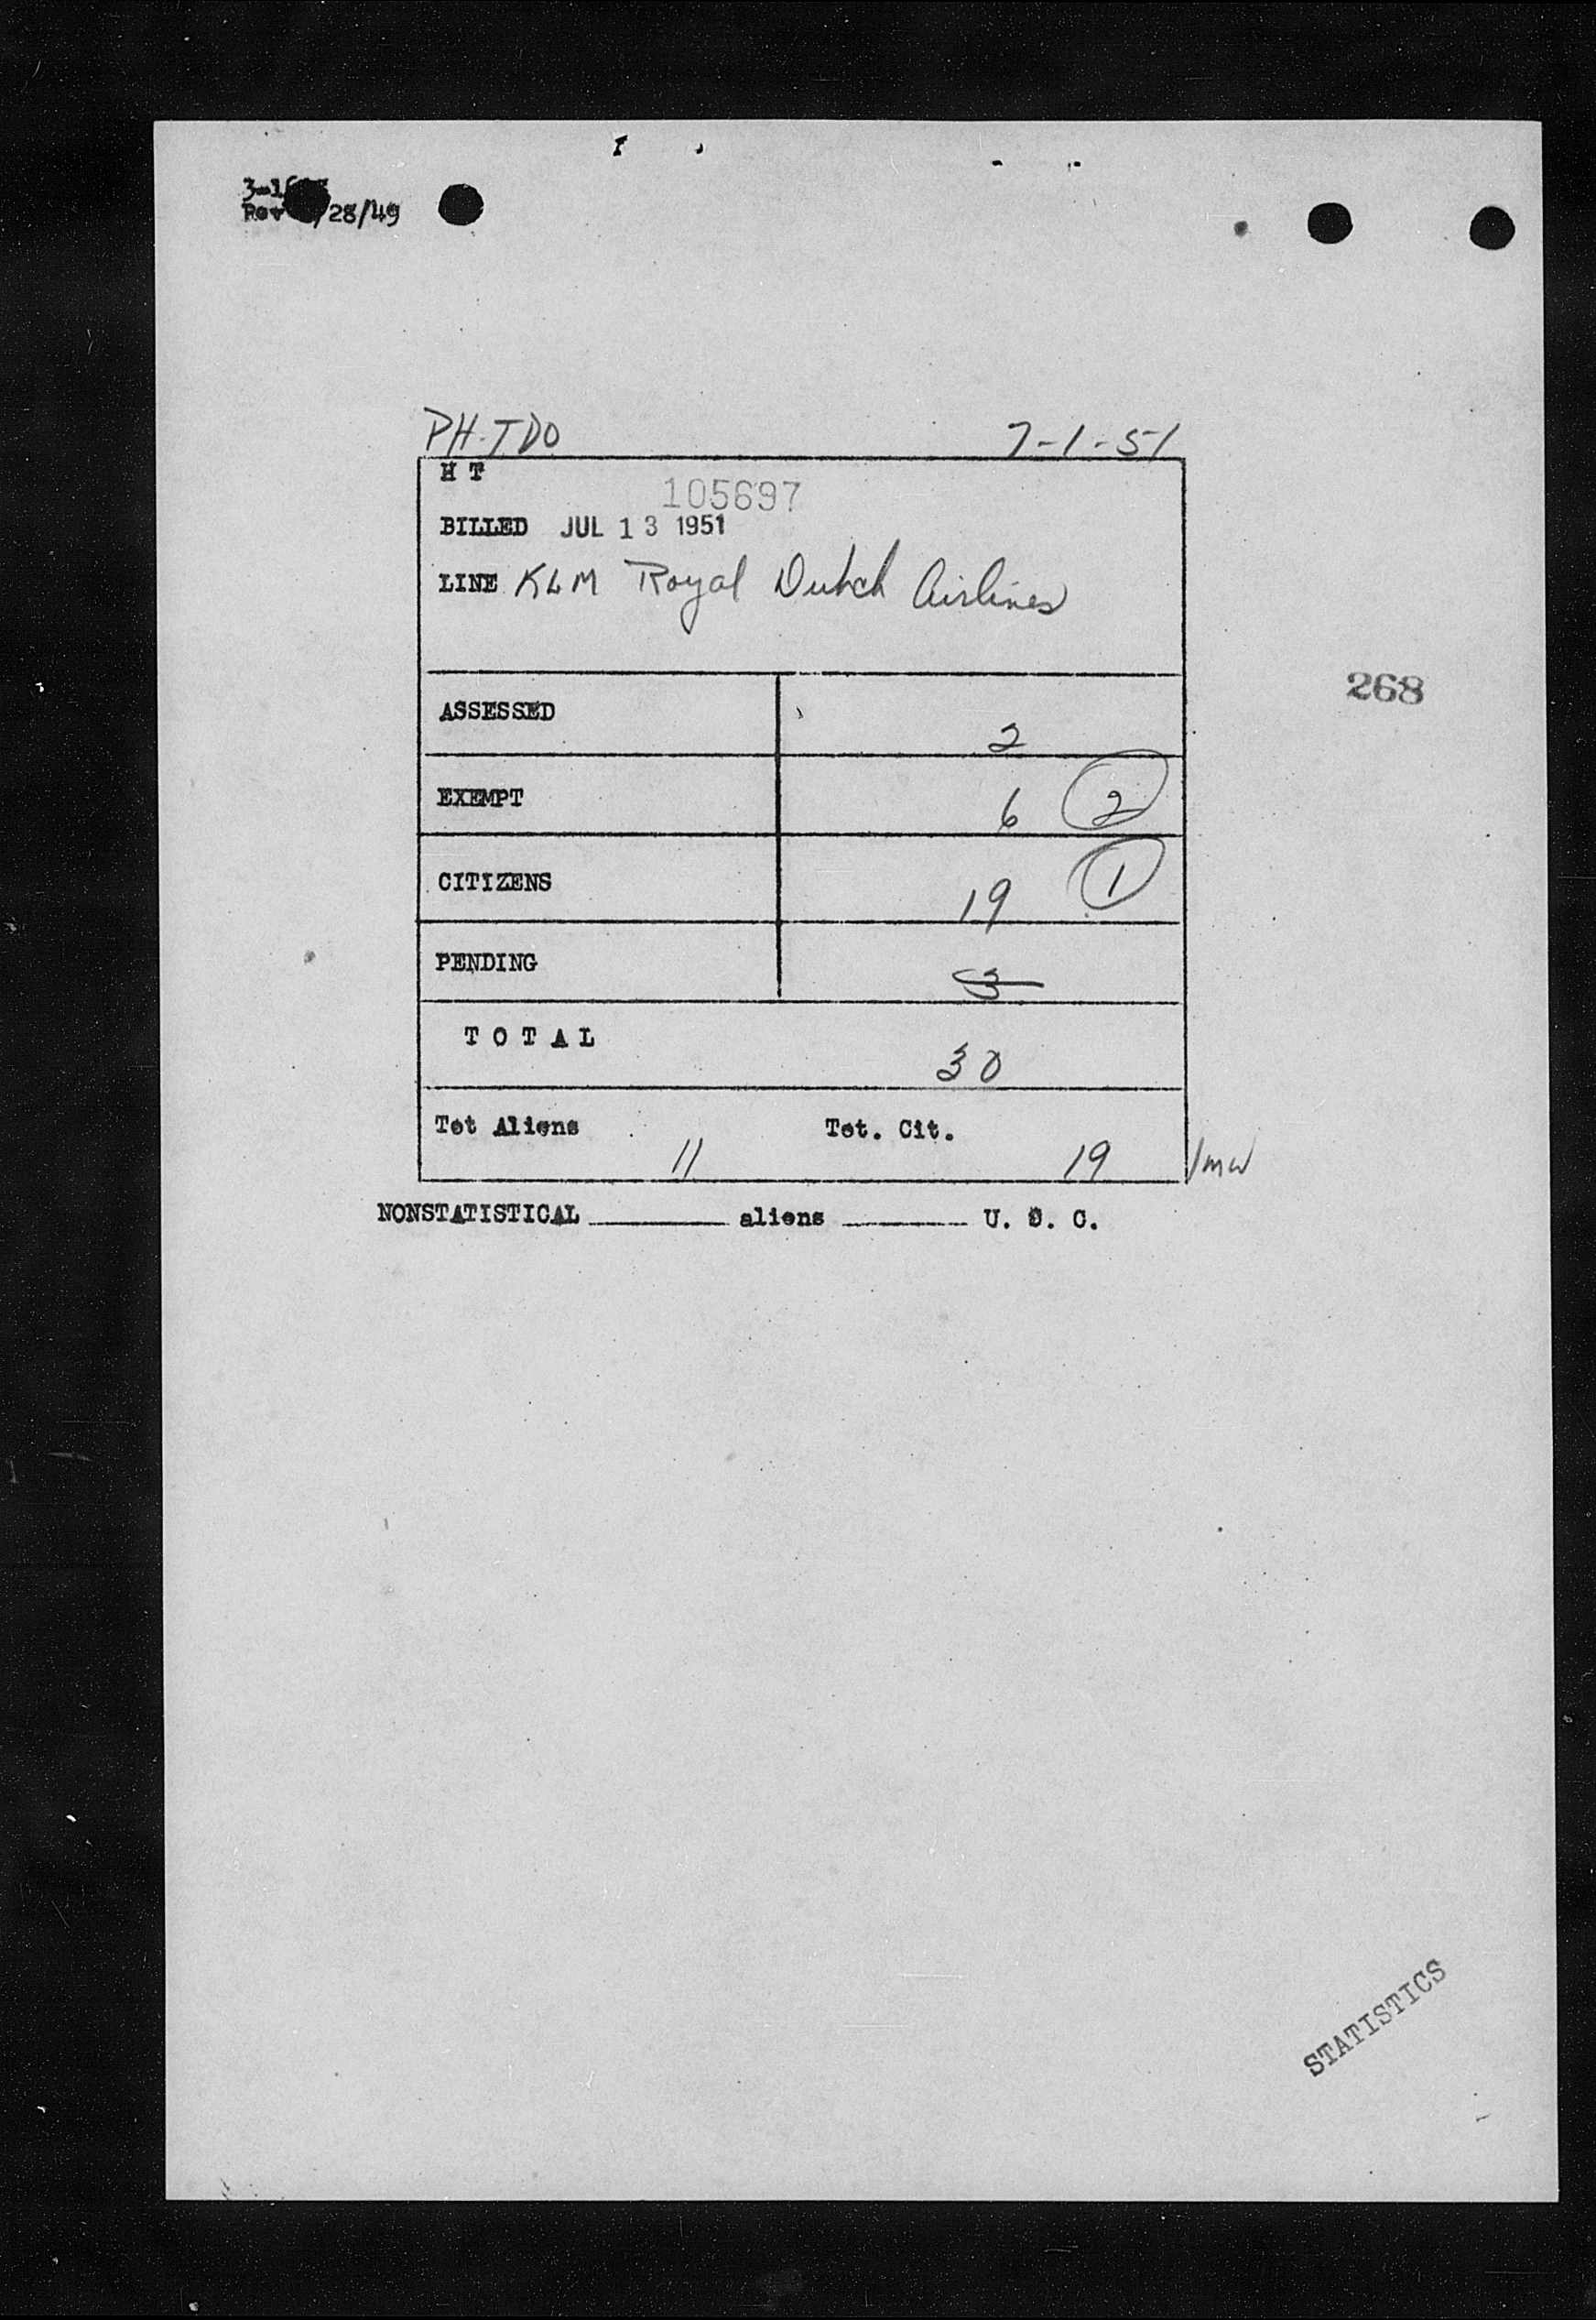 Rev /28/49
PH-TDO 7-1-51
H T
105697
BILLED JUL 13 1951
LINE KLM Royal Dutch Airlines
268
ASSESSED 2
EXEMPT 6 2
CITIZENS 19 1
PENDING 3
T O T A L 30
Tot Aliens 11 Tot. Cit. 19 /mw
NONSTATISTICAL ______ aliens ______ U. S. C.
STATISTICS